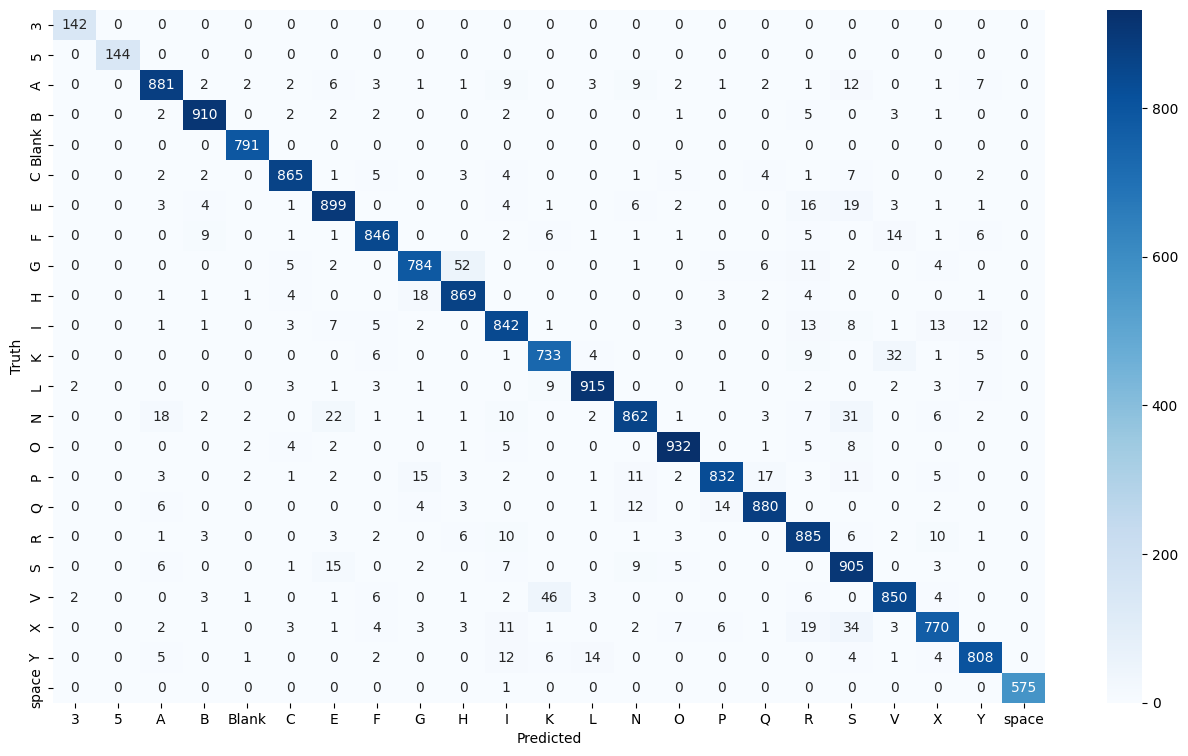 3 142 0 0 0 0 0 0 0 0 0 0 0 0 0 0 0 0 0 0 0 0 0 0
5 0 144 0 0 0 0 0 0 0 0 0 0 0 0 0 0 0 0 0 0 0 0 0
A 0 0 881 2 2 2 6 3 1 1 9 0 3 9 2 1 2 1 12 0 1 7 0
B 0 0 2 910 0 2 2 2 0 0 2 0 0 0 1 0 0 5 0 3 1 0 0
Blank 0 0 0 0 791 0 0 0 0 0 0 0 0 0 0 0 0 0 0 0 0 0 0
C 0 0 2 2 0 865 1 5 0 3 4 0 0 1 5 0 4 1 7 0 0 2 0
E 0 0 3 4 0 1 899 0 0 0 4 1 0 6 2 0 0 16 19 3 1 1 0
F 0 0 0 9 0 1 1 846 0 0 2 6 1 1 1 0 0 5 0 14 1 6 0
G 0 0 0 0 0 5 2 0 784 52 0 0 0 1 0 5 6 11 2 0 4 0 0
H 0 0 1 1 1 4 0 0 18 869 0 0 0 0 0 3 2 4 0 0 0 1 0
I 0 0 1 1 0 3 7 5 2 0 842 1 0 0 3 0 0 13 8 1 13 12 0
K 0 0 0 0 0 0 0 6 0 0 1 733 4 0 0 0 0 9 0 32 1 5 0
L 2 0 0 0 0 3 1 3 1 0 0 9 915 0 0 1 0 2 0 2 3 7 0
N 0 0 18 2 2 0 22 1 1 1 10 0 2 862 1 0 3 7 31 0 6 2 0
O 0 0 0 0 2 4 2 0 0 1 5 0 0 0 932 0 1 5 8 0 0 0 0
P 0 0 3 0 2 1 2 0 15 3 2 0 1 11 2 832 17 3 11 0 5 0 0
Q 0 0 6 0 0 0 0 0 4 3 0 0 1 12 0 14 880 0 0 0 2 0 0
R 0 0 1 3 0 0 3 2 0 6 10 0 0 1 3 0 0 885 6 2 10 1 0
S 0 0 6 0 0 1 15 0 2 0 7 0 0 9 5 0 0 0 905 0 3 0 0
V 2 0 0 3 1 0 1 6 0 1 2 46 3 0 0 0 0 6 0 850 4 0 0
X 0 0 2 1 0 3 1 4 3 3 11 1 0 2 7 6 1 19 34 3 770 0 0
Y 0 0 5 0 1 0 0 2 0 0 12 6 14 0 0 0 0 0 4 1 4 808 0
space 0 0 0 0 0 0 0 0 0 0 1 0 0 0 0 0 0 0 0 0 0 0 575
3 5 A B Blank C E F G H I K L N O P Q R S V X Y space
Predicted
Truth
800
600
400
200
0